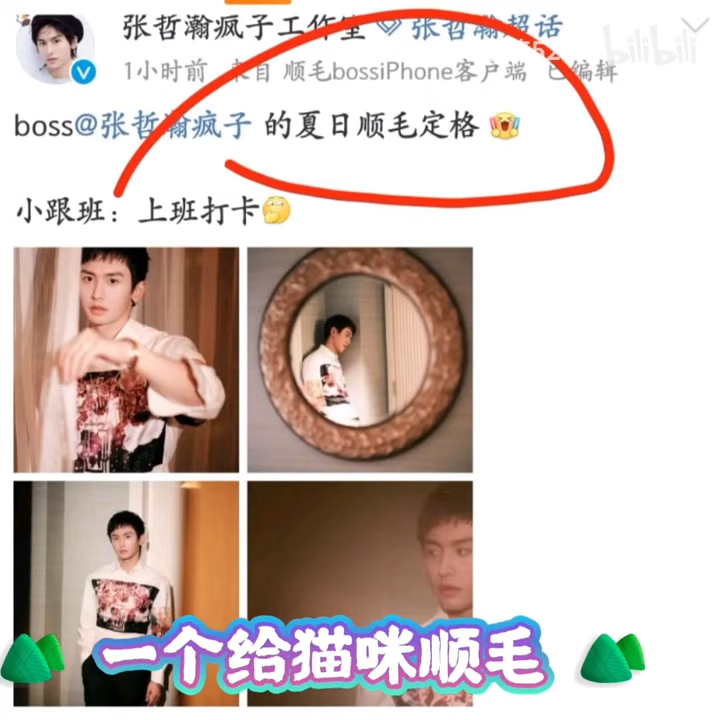 张哲瀚疯子工作室 张哲瀚超话
1小时前 来自 顺毛bossiPhone客户端 已编辑
bilibili
boss@张哲瀚疯子 的夏日顺毛定格
小跟班：上班打卡
一个给猫咪顺毛